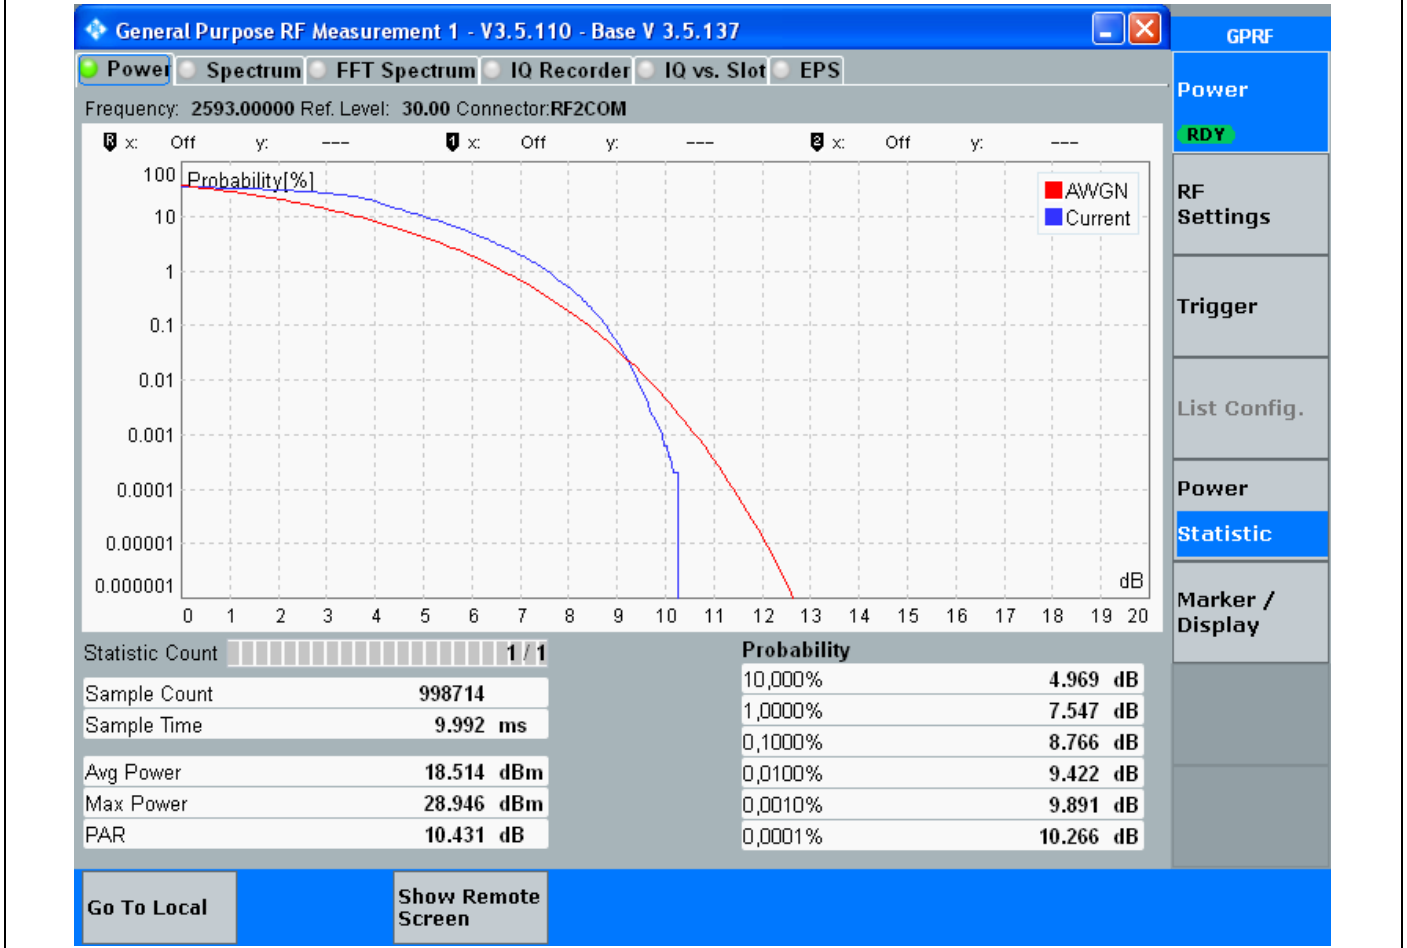 General Purpose RF Measurement 1 - V3.5.110 - Base V 3.5.137
GPRF
Power Spectrum FFT Spectrum IQ Recorder IQ vs. Slot EPS
Frequency: 2593.00000 Ref. Level: 30.00 Connector:RF2COM
R x: Off y: --- 1 x: Off y: --- 2 x: Off y: ---
Probability[%]
AWGN
Current
100
10
1
0.1
0.01
0.001
0.0001
0.00001
0.000001
dB
0 1 2 3 4 5 6 7 8 9 10 11 12 13 14 15 16 17 18 19 20
Statistic Count 1 / 1
Sample Count 998714
Sample Time 9.992 ms
Avg Power 18.514 dBm
Max Power 28.946 dBm
PAR 10.431 dB
Probability
10,000% 4.969 dB
1,0000% 7.547 dB
0,1000% 8.766 dB
0,0100% 9.422 dB
0,0010% 9.891 dB
0,0001% 10.266 dB
Power
RDY
RF
Settings
Trigger
List Config.
Power
Statistic
Marker /
Display
Go To Local
Show Remote
Screen